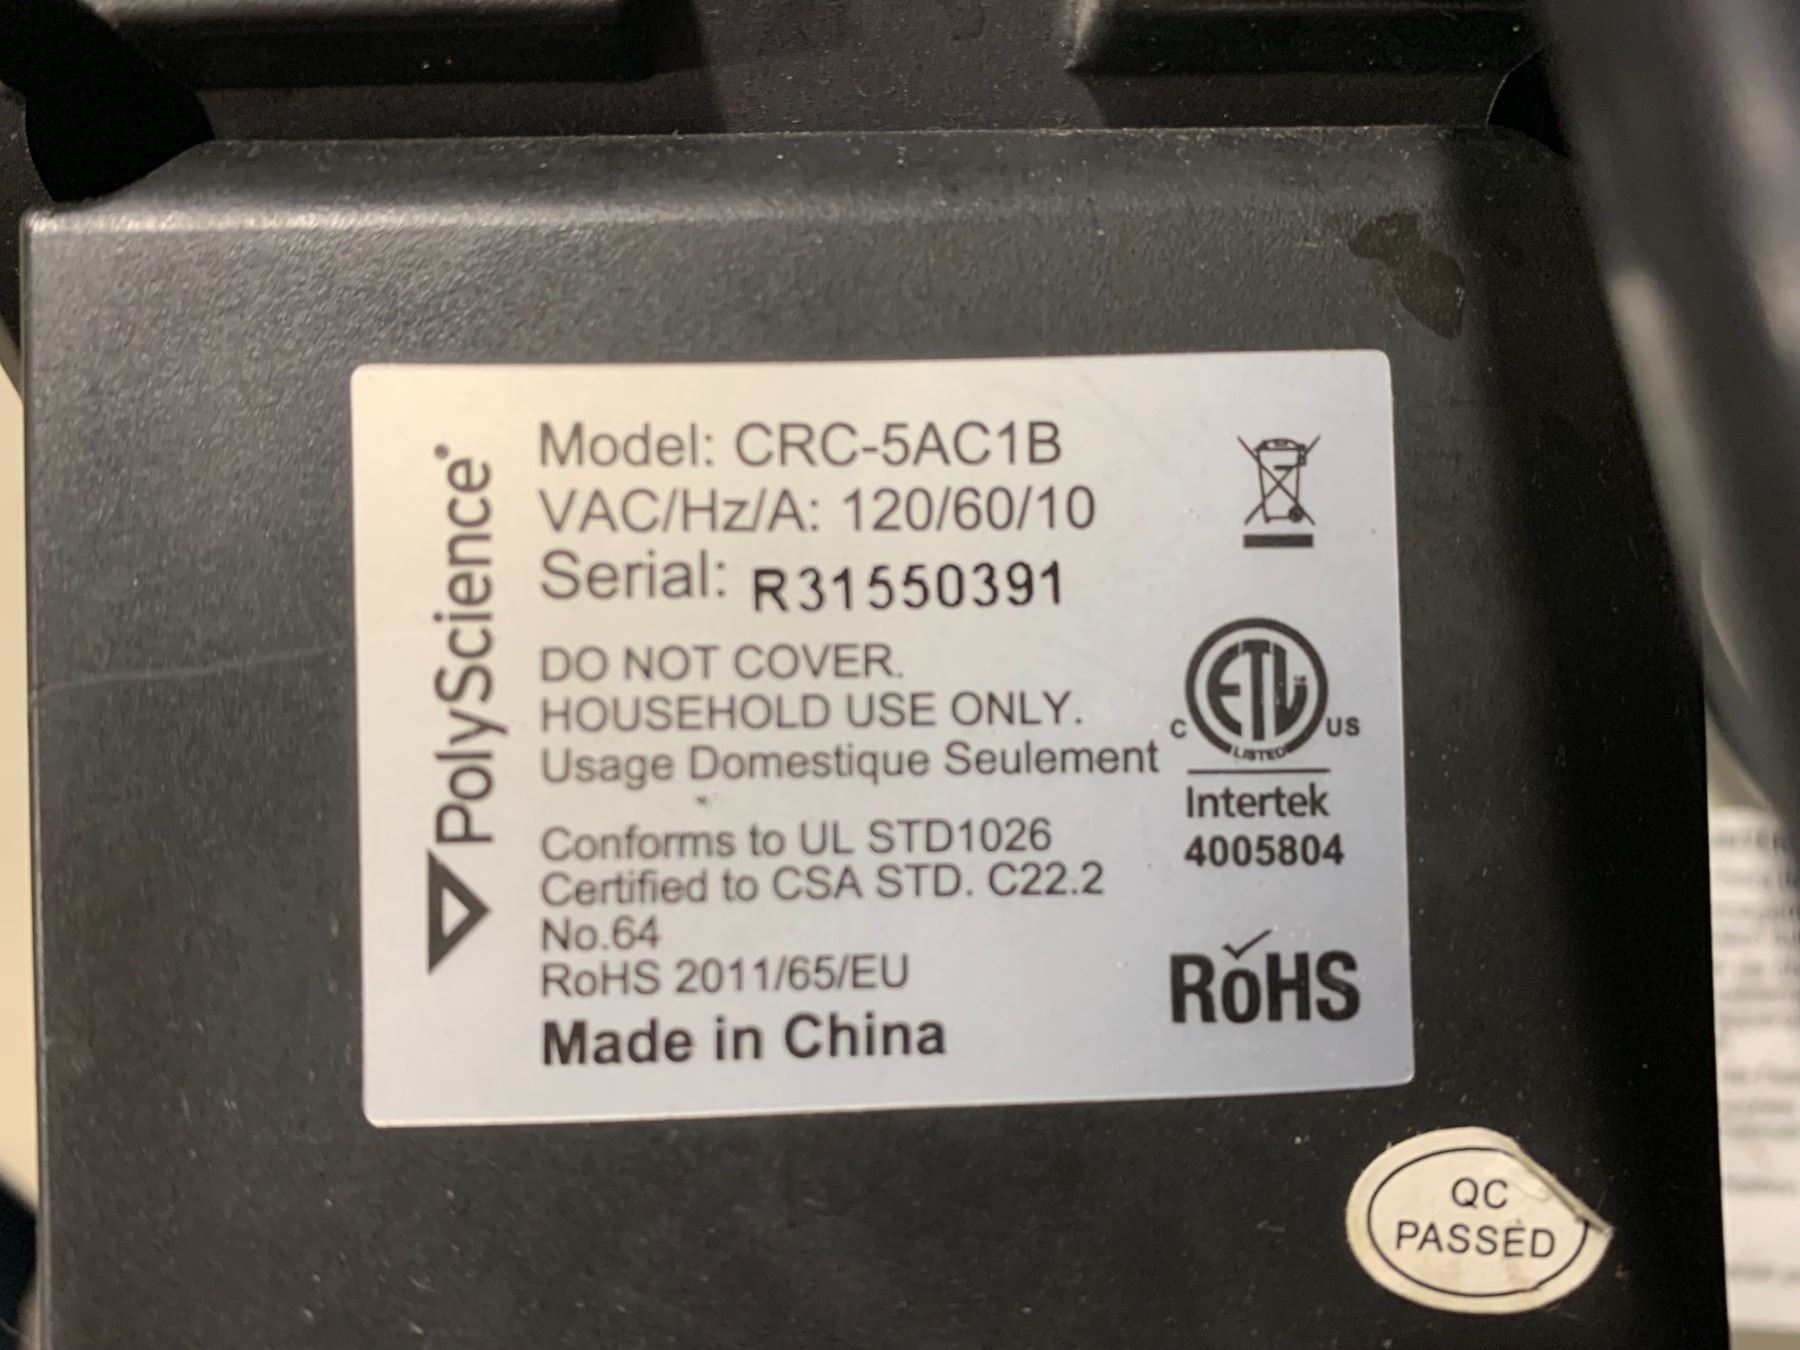 PolyScience®
Model: CRC-5AC1B
VAC/Hz/A: 120/60/10
Serial: R31550391
DO NOT COVER.
HOUSEHOLD USE ONLY.
Usage Domestique Seulement
Conforms to UL STD1026
Certified to CSA STD. C22.2
No.64
RoHS 2011/65/EU
Made in China
C ETL US
LISTED
Intertek
4005804
RoHS
QC
PASSED